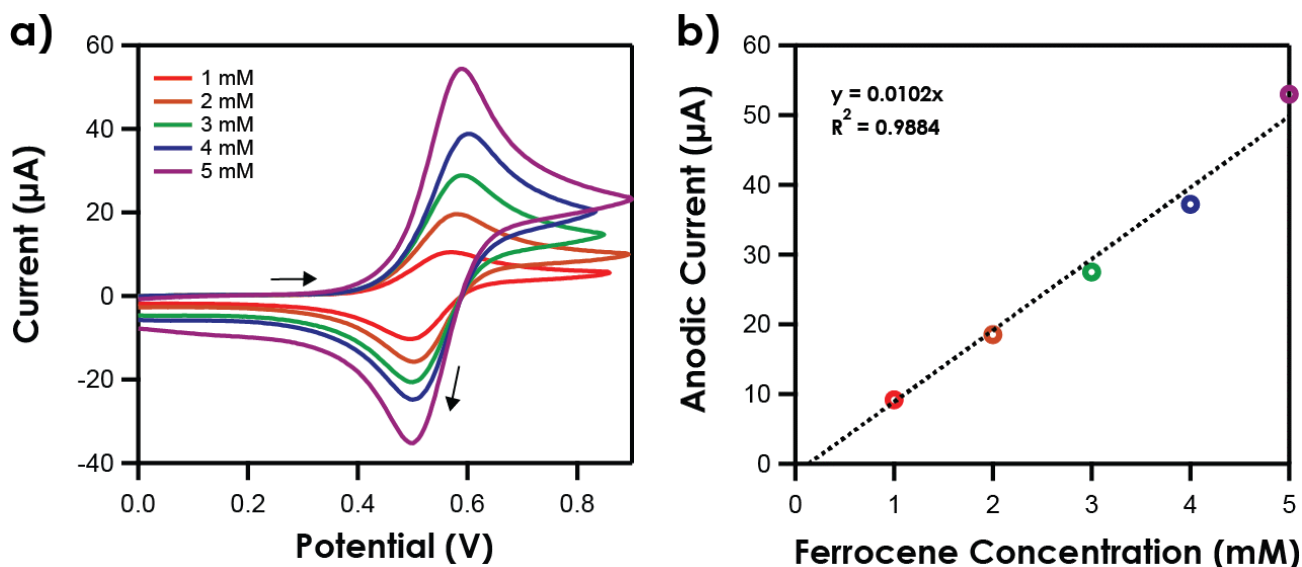 a)
60
40
20
0
-20
-40
Current (µA)
1 mM
2 mM
3 mM
4 mM
5 mM
0.0
0.2
0.4
0.6
0.8
Potential (V)
b)
60
50
40
30
20
10
0
Anodic Current (µA)
y = 0.0102x
R² = 0.9884
0
1
2
3
4
5
Ferrocene Concentration (mM)